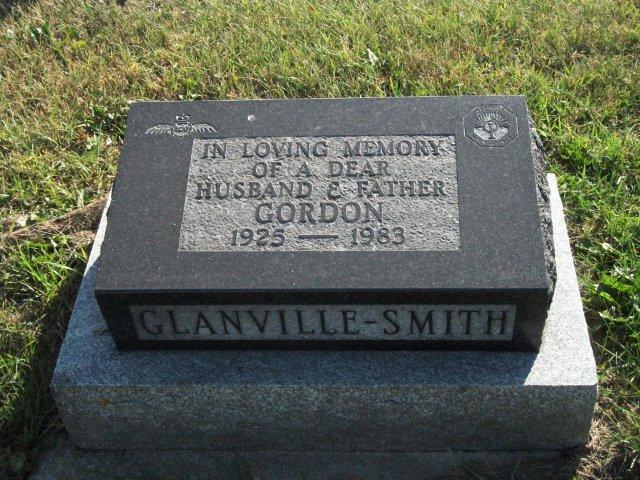 IN LOVING MEMORY
OF A DEAR
HUSBAND & FATHER
GORDON
1925 — 1983
GLANVILLE-SMITH